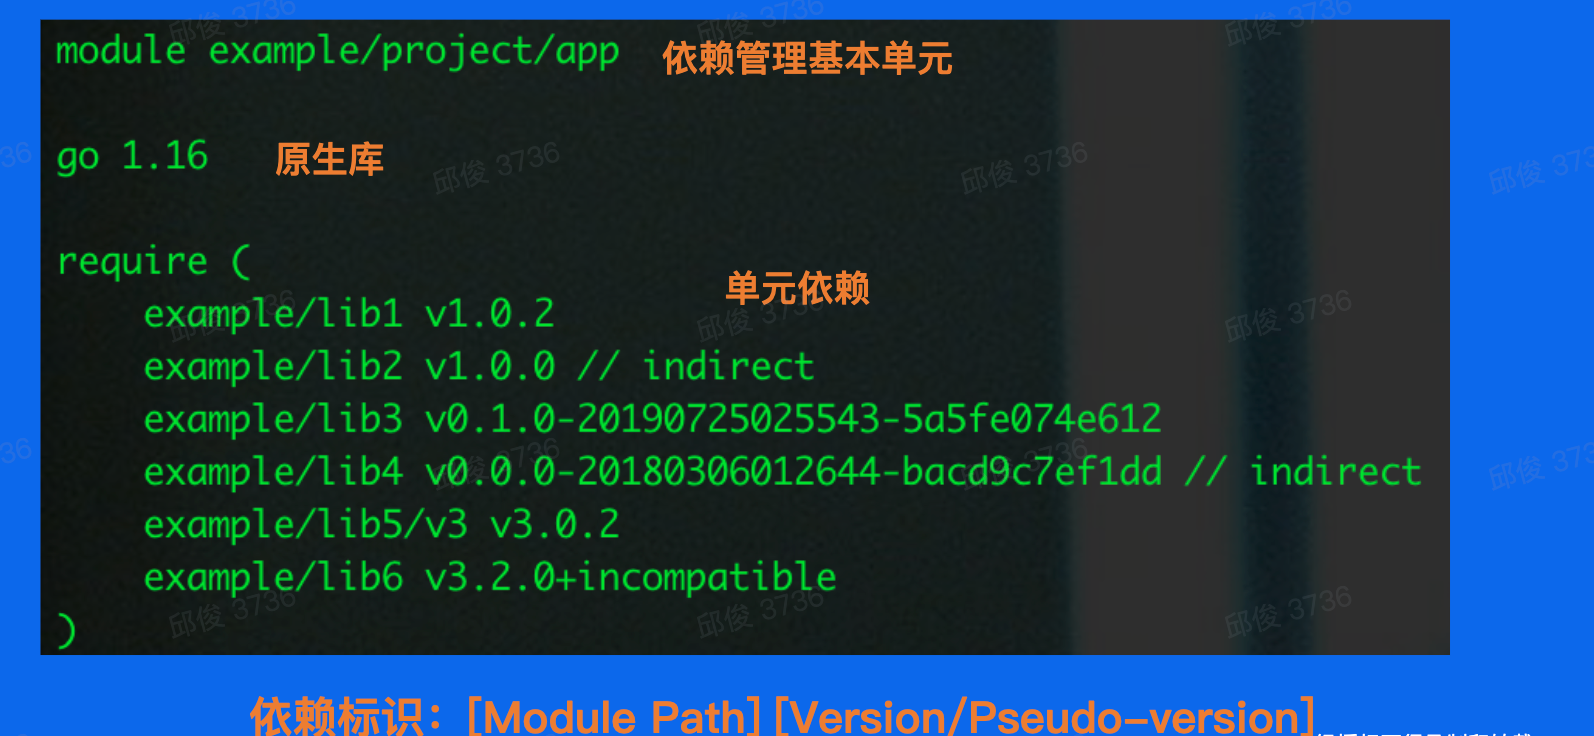 module example/project/app 依赖管理基本单元
go 1.16 原生库
require (
单元依赖
example/lib1 v1.0.2
example/lib2 v1.0.0 // indirect
example/lib3 v0.1.0-20190725025543-5a5fe074e612
example/lib4 v0.0.0-20180306012644-bacd9c7ef1dd // indirect
example/lib5/v3 v3.0.2
example/lib6 v3.2.0+incompatible
)
依赖标识：[Module Path] [Version/Pseudo-version]
邱俊 3736